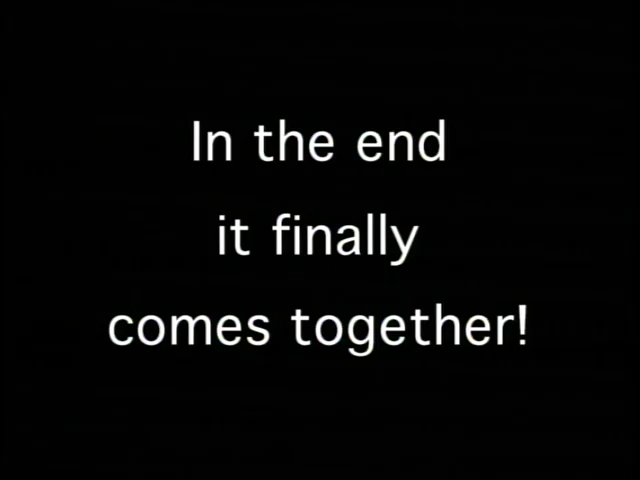 In the end
it finally
comes together!